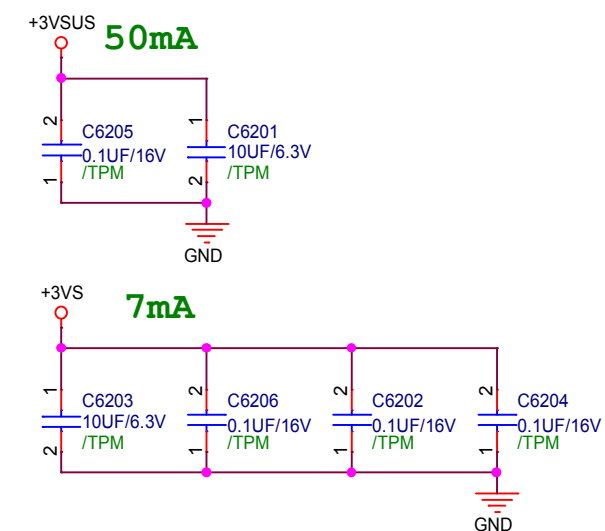 +3VSUS
50mA
2
1
C6205
0.1UF/16V
/TPM
1
2
C6201
10UF/6.3V
/TPM
GND
+3VS
7mA
1
2
C6203
10UF/6.3V
/TPM
2
1
C6206
0.1UF/16V
/TPM
2
1
C6202
0.1UF/16V
/TPM
2
1
C6204
0.1UF/16V
/TPM
GND